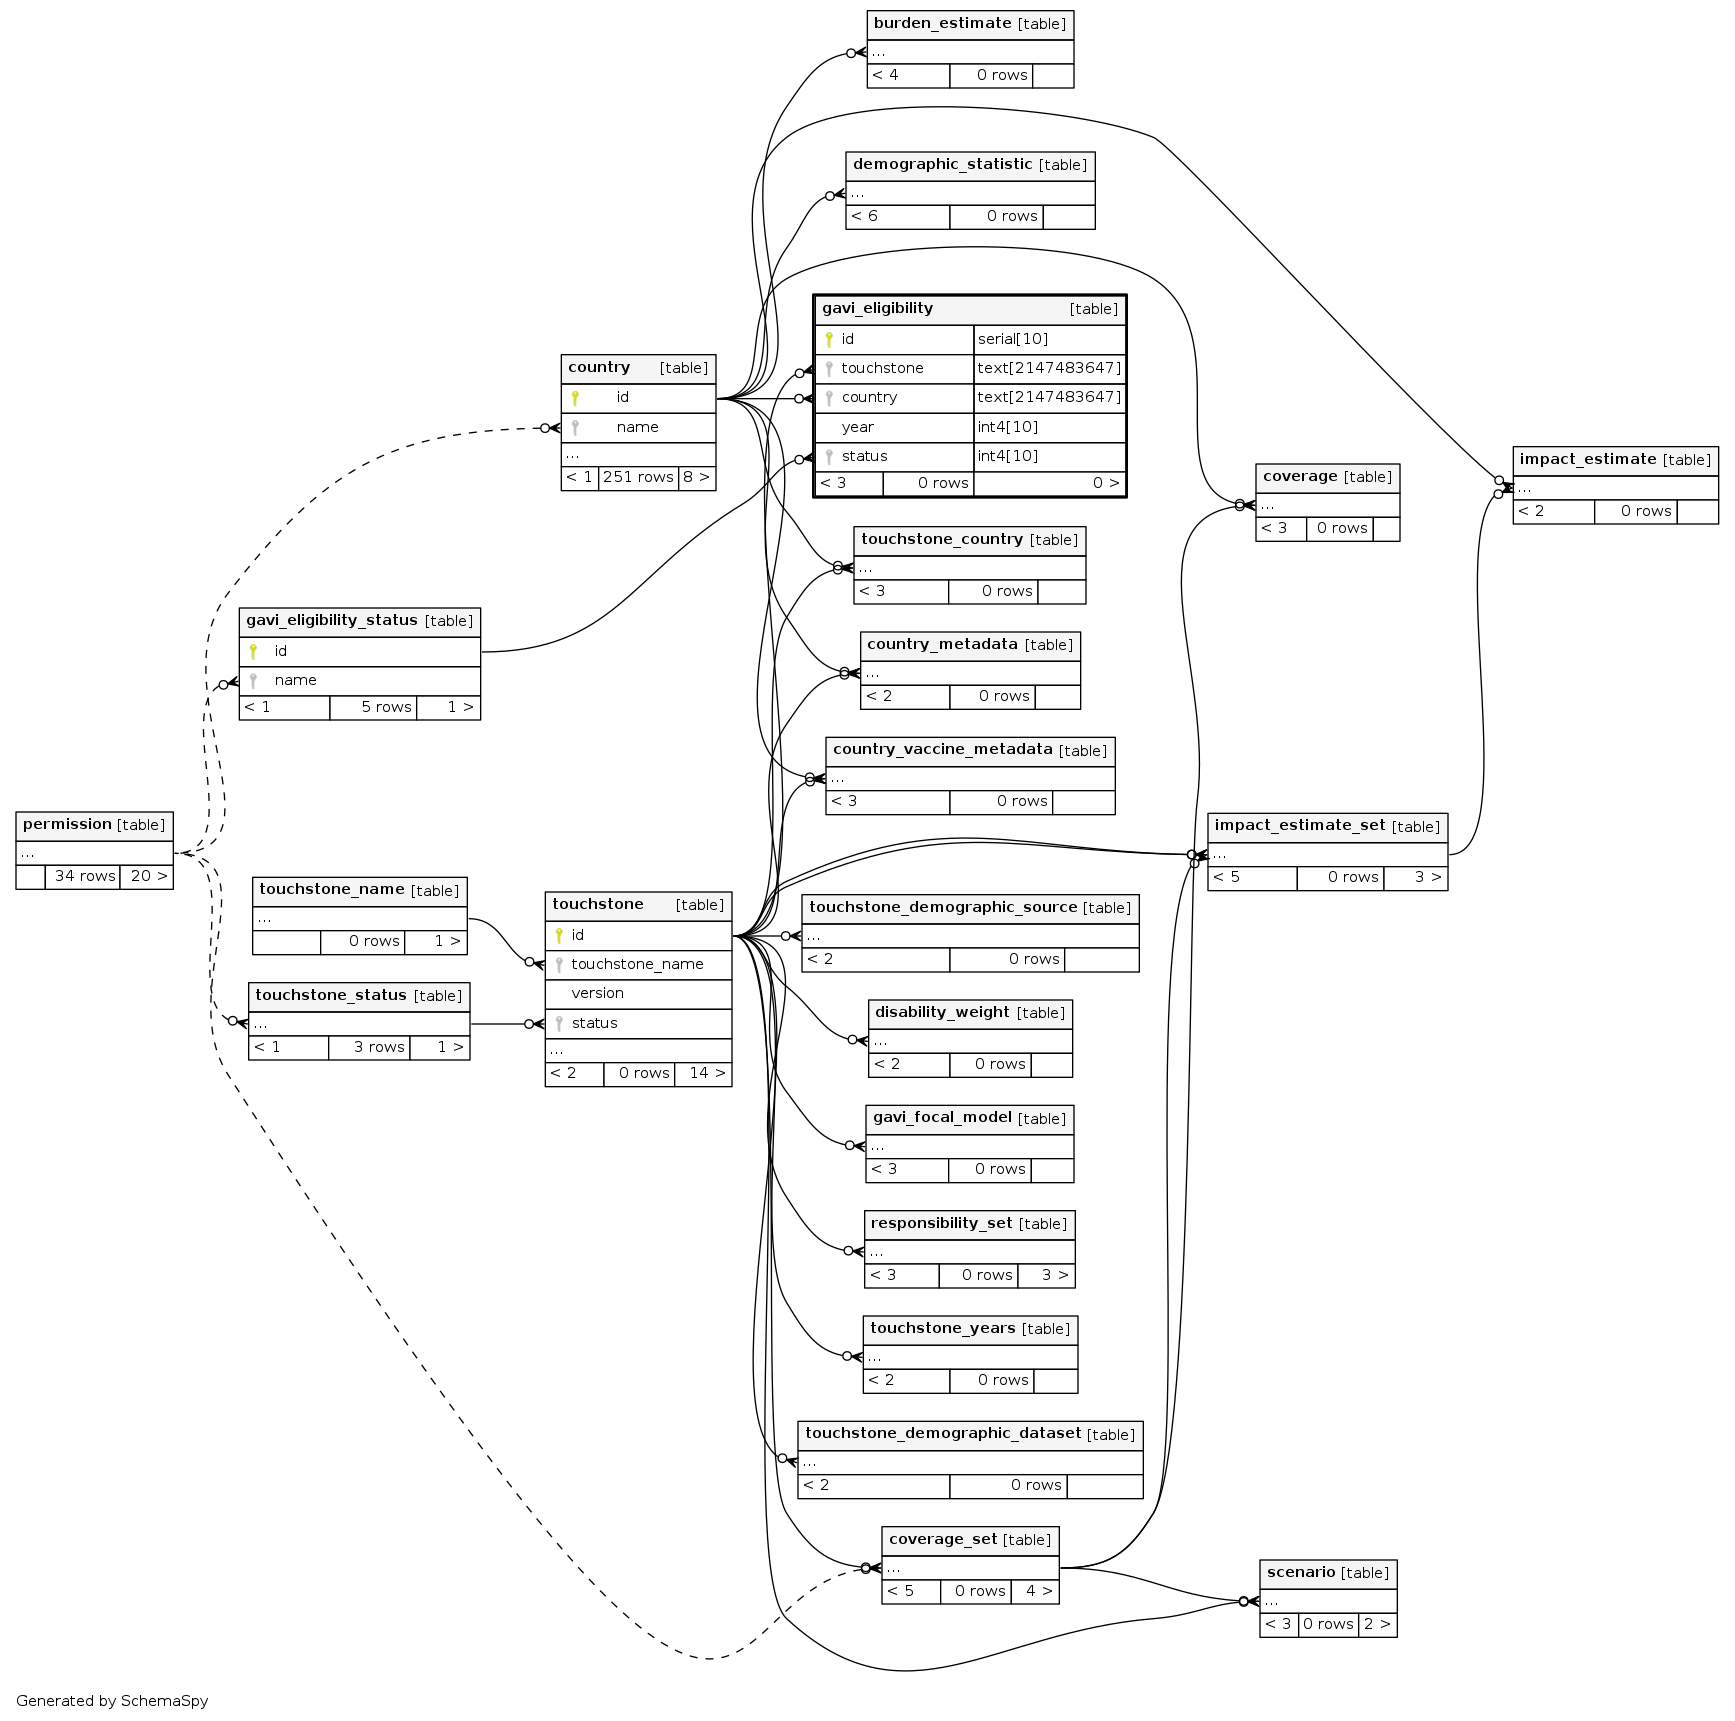 burden_estimate [table]
...
< 4 0 rows
demographic_statistic [table]
...
< 6 0 rows
gavi_eligibility [table]
id serial[10]
touchstone text[2147483647]
country text[2147483647]
year int4[10]
status int4[10]
< 3 0 rows 0 >
country [table]
id
name
...
< 1 251 rows 8 >
impact_estimate [table]
...
< 2 0 rows
coverage [table]
...
< 3 0 rows
touchstone_country [table]
...
< 3 0 rows
gavi_eligibility_status [table]
id
name
< 1 5 rows 1 >
country_metadata [table]
...
< 2 0 rows
country_vaccine_metadata [table]
...
< 3 0 rows
permission [table]
...
34 rows 20 >
impact_estimate_set [table]
...
< 5 0 rows 3 >
touchstone_name [table]
...
0 rows 1 >
touchstone [table]
id
touchstone_name
version
status
...
< 2 0 rows 14 >
touchstone_demographic_source [table]
...
< 2 0 rows
touchstone_status [table]
...
< 1 3 rows 1 >
disability_weight [table]
...
< 2 0 rows
gavi_focal_model [table]
...
< 3 0 rows
responsibility_set [table]
...
< 3 0 rows 3 >
touchstone_years [table]
...
< 2 0 rows
touchstone_demographic_dataset [table]
...
< 2 0 rows
coverage_set [table]
...
< 5 0 rows 4 >
scenario [table]
...
< 3 0 rows 2 >
Generated by SchemaSpy